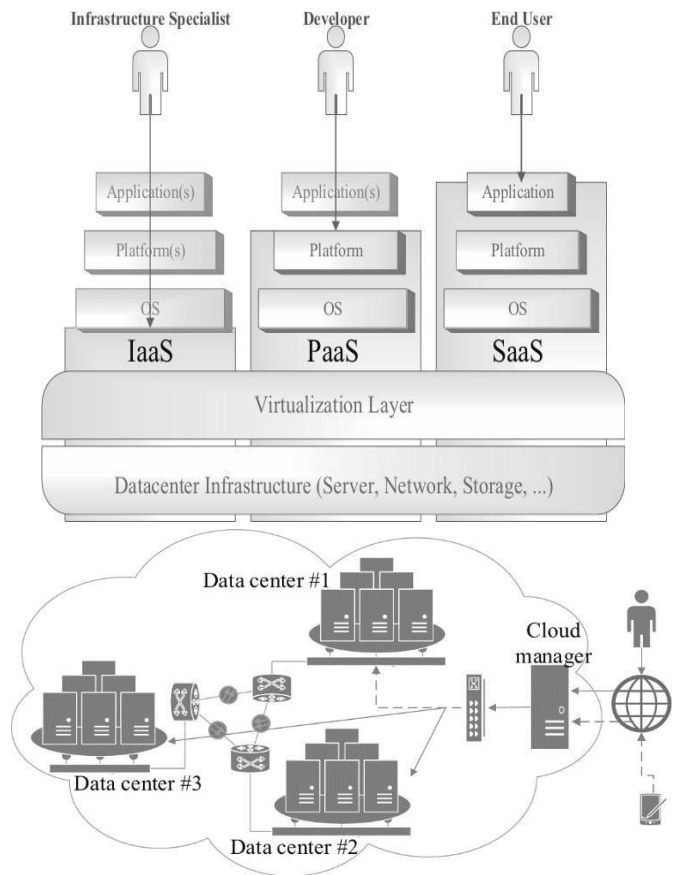 Infrastructure Specialist Developer End User
Application(s) Application(s) Application
Platform(s) Platform Platform
OS OS OS
IaaS PaaS SaaS
Virtualization Layer
Datacenter Infrastructure (Server, Network, Storage, ...)
Data center #1
Cloud
manager
Data center #3
Data center #2